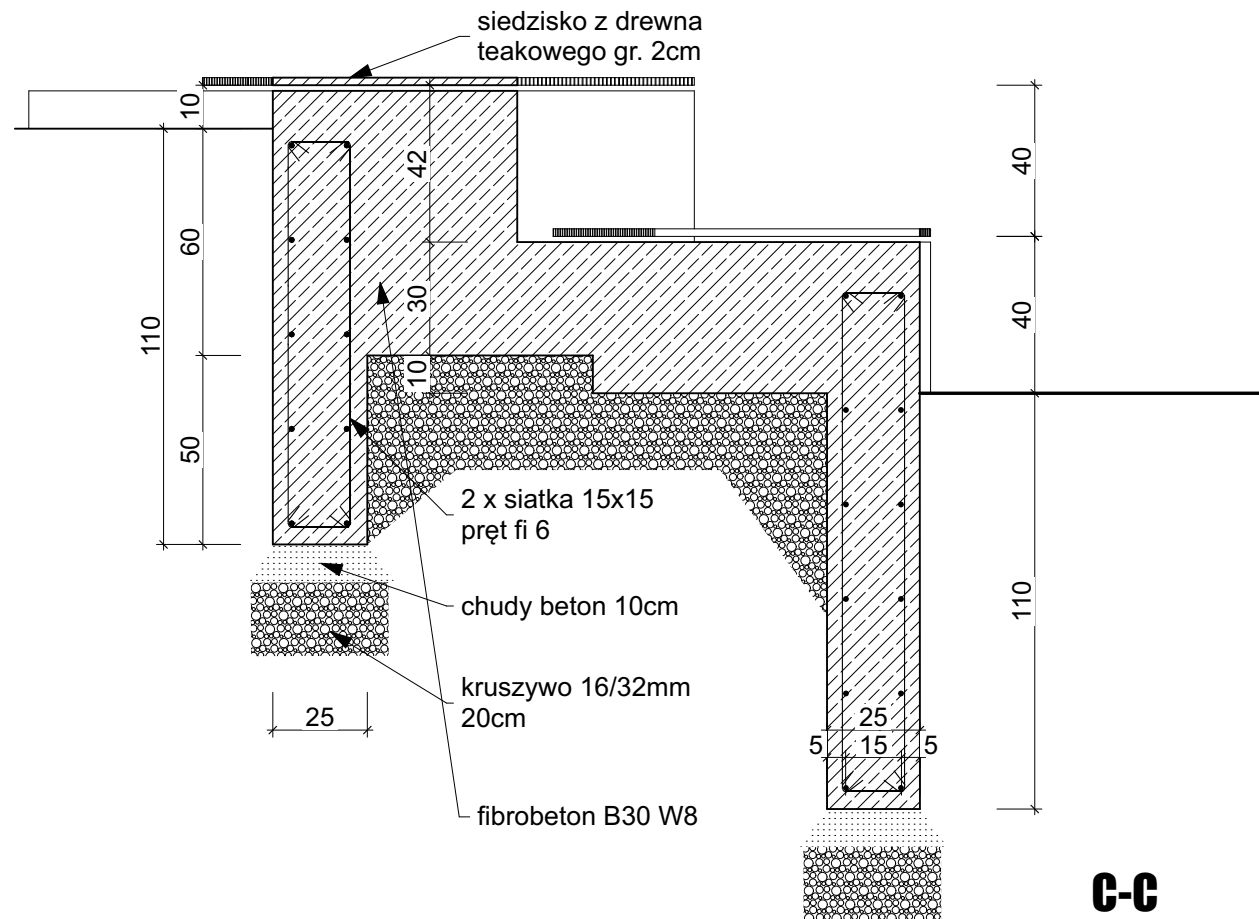 siedzisko z drewna
teakowego gr. 2cm
10
42
40
60
30
110
40
10
50
2 x siatka 15x15
pręt fi 6
chudy beton 10cm
110
kruszywo 16/32mm
20cm
25
25
5 15 5
fibrobeton B30 W8
C-C